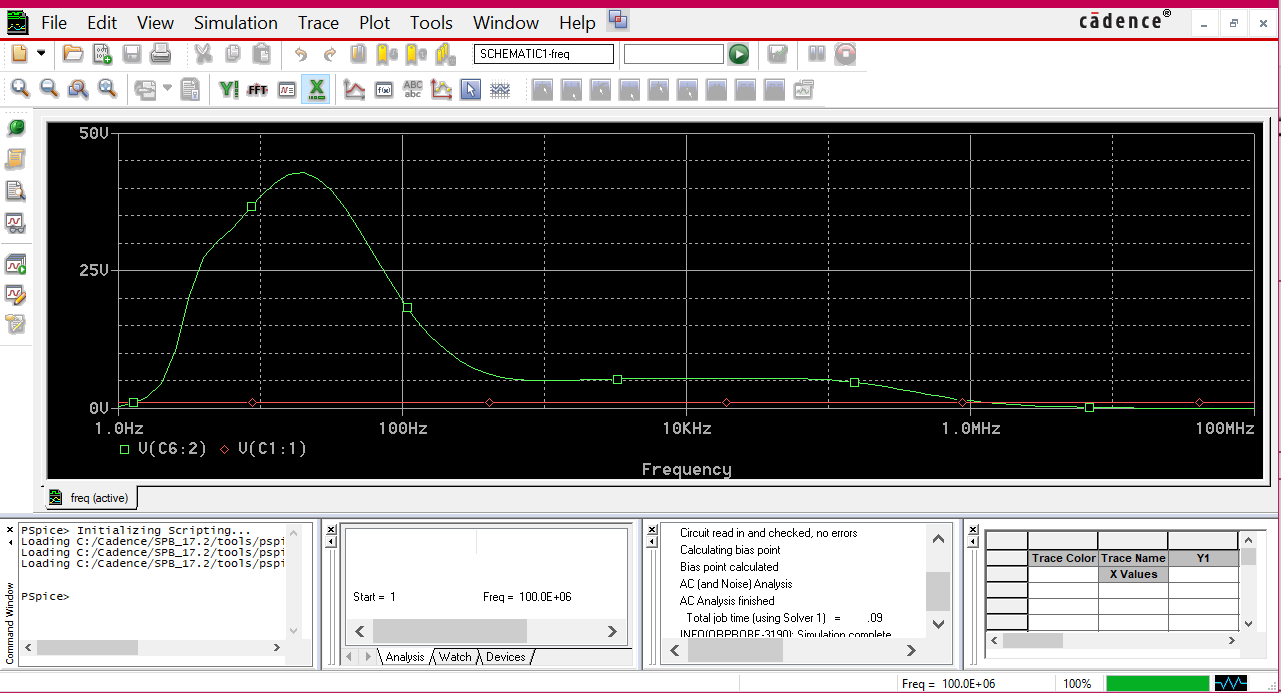 File Edit View Simulation Trace Plot Tools Window Help cādence®
SCHEMATIC1-freq
Y! FFT f(x) ABC
abc
50V
25V
0V
1.0Hz 100Hz 10KHz 1.0MHz 100MHz
V(C6:2) V(C1:1)
Frequency
freq (active)
Command Window
PSpice> Initializing Scripting...
Loading C:/Cadence/SPB_17.2/tools/pspi
Loading C:/Cadence/SPB_17.2/tools/pspi
Loading C:/Cadence/SPB_17.2/tools/pspi
PSpice>
Start = 1 Freq = 100.0E+06
Analysis Watch Devices
Circuit read in and checked, no errors
Calculating bias point
Bias point calculated
AC (and Noise) Analysis
AC Analysis finished
Total job time (using Solver 1) = .09
INFO(ORPROBE-3190): Simulation complete
Trace Color Trace Name Y1
X Values
Freq = 100.0E+06 100%